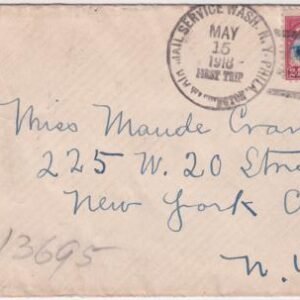 AIR MAIL SERVICE WASH. N.Y. PHILA.
MAY
15
1918
FIRST TRIP
Miss Maude Cran
225 W. 20 Stre
New York C
N. Y
13695